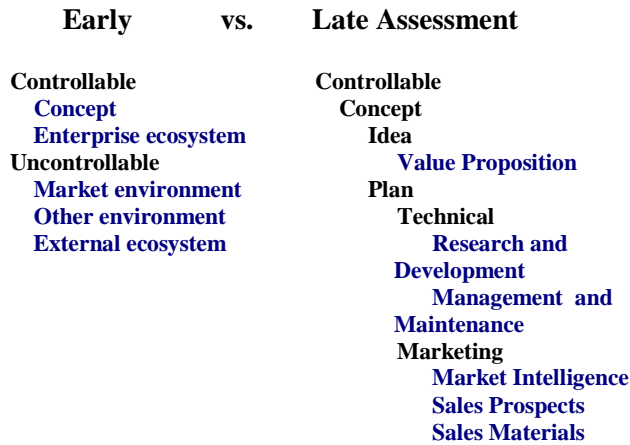 Early vs. Late Assessment
Controllable
Concept
Enterprise ecosystem
Uncontrollable
Market environment
Other environment
External ecosystem
Controllable
Concept
Idea
Value Proposition
Plan
Technical
Research and
Development
Management and
Maintenance
Marketing
Market Intelligence
Sales Prospects
Sales Materials